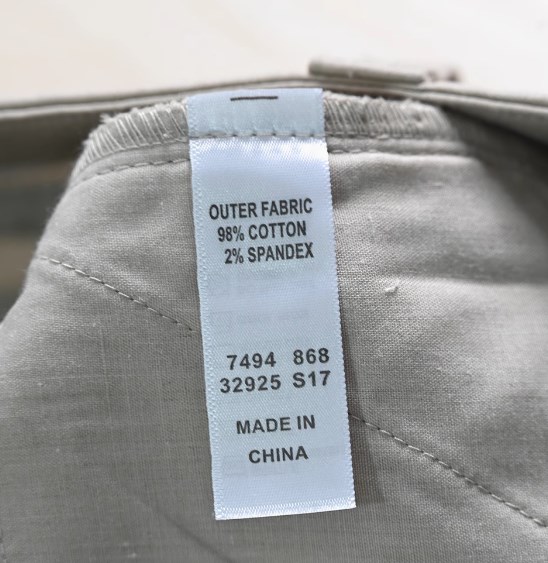 OUTER FABRIC
98% COTTON
2% SPANDEX
7494 868
32925 S17
MADE IN
CHINA